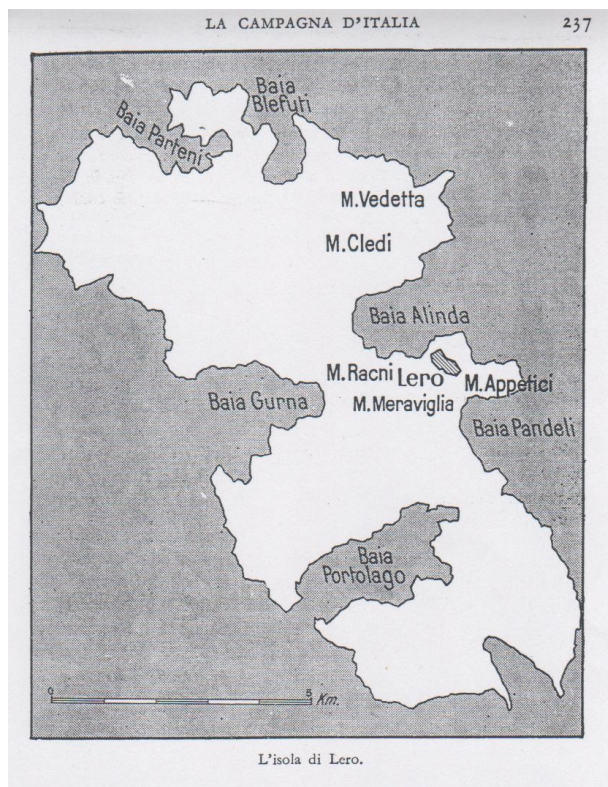 LA CAMPAGNA D'ITALIA
237
Baia
Blefuti
Baia Parteni
M.Vedetta
M.Cledi
Baia Alinda
M.Racni
Lero
M.Appetici
Baia Gurna
M.Meraviglia
Baia Pandeli
Baia
Portolago
0
5
Km.
L'isola di Lero.